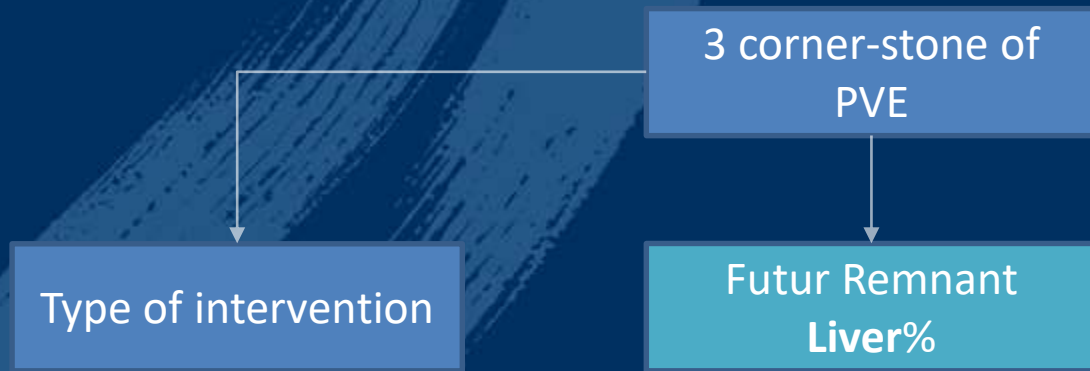 3 corner-stone of
PVE
Type of intervention
Futur Remnant
Liver%